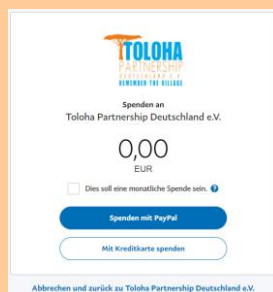 TOLOHA
PARTNERSHIP
DEUTSCHLAND e.V.
REMEMBER THE VILLAGE
Spenden an
Toloha Partnership Deutschland e.V.
0,00
EUR
Dies soll eine monatliche Spende sein. ?
Spenden mit PayPal
Mit Kreditkarte spenden
Abbrechen und zurück zu Toloha Partnership Deutschland e.V.